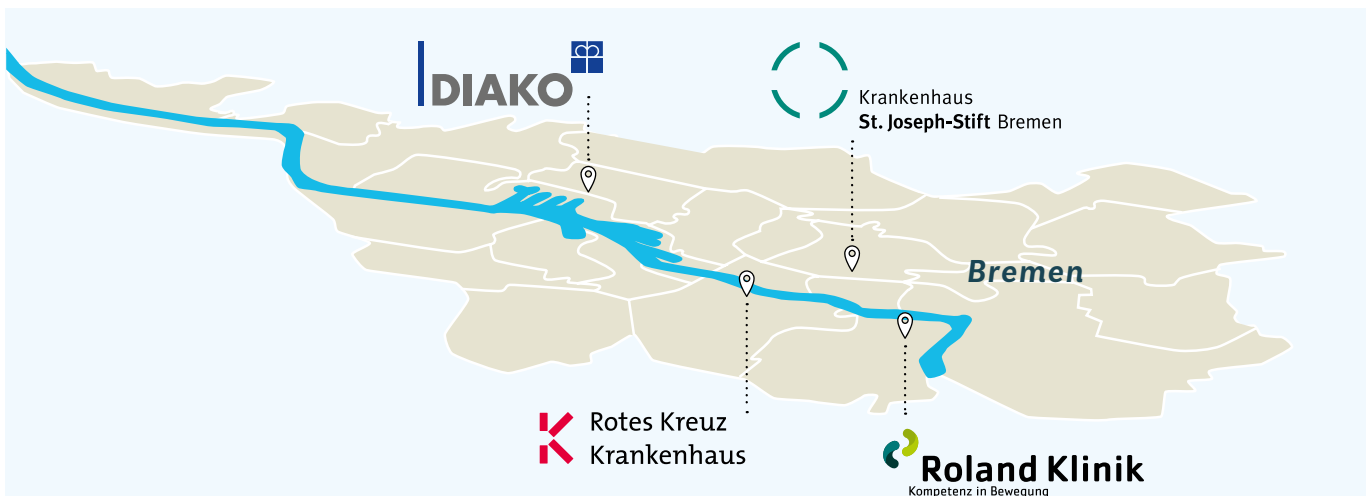 DIAKO
Krankenhaus
St. Joseph-Stift Bremen
Bremen
Rotes Kreuz
Krankenhaus
Roland Klinik
Kompetenz in Bewegung